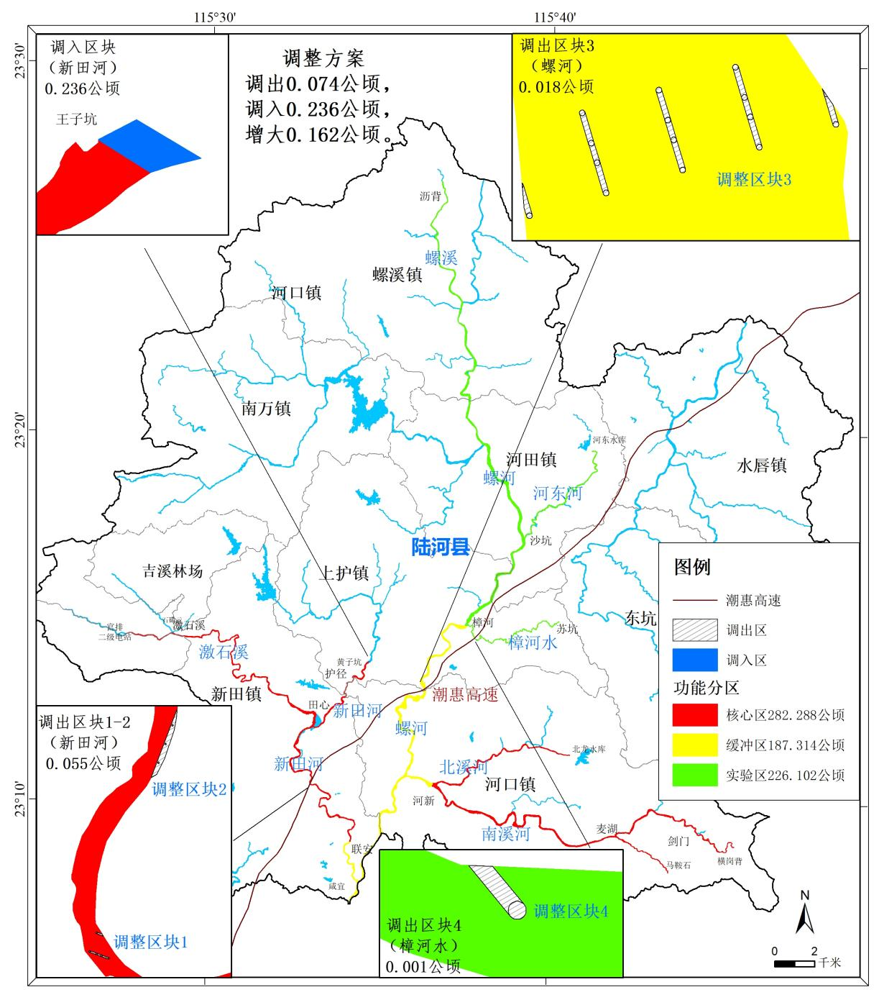 115°30'
115°40'
23°30'
23°20'
23°10'
调入区块
（新田河）
0.236公顷
王子坑
调整方案
调出0.074公顷，
调入0.236公顷，
增大0.162公顷。
调出区块3
（螺河）
0.018公顷
调整区块3
沥背
螺溪
螺溪镇
河口镇
南万镇
河东水库
河田镇
水唇镇
螺河
河东河
沙坑
陆河县
吉溪林场
上护镇
东坑
樟河
苏坑
樟河水
官排
二级电站
激石溪
激石溪
黄子坑
护径
新田镇
田心
新田河
潮惠高速
螺河
新田河
北溪河
北龙水库
河口镇
河新
南溪河
麦湖
剑门
横岗背
马鞍石
联安
咸宜
图例
潮惠高速
调出区
调入区
功能分区
核心区282.288公顷
缓冲区187.314公顷
实验区226.102公顷
调出区块1-2
（新田河）
0.055公顷
调整区块2
调整区块1
调出区块4
（樟河水）
0.001公顷
调整区块4
N
0 2
千米